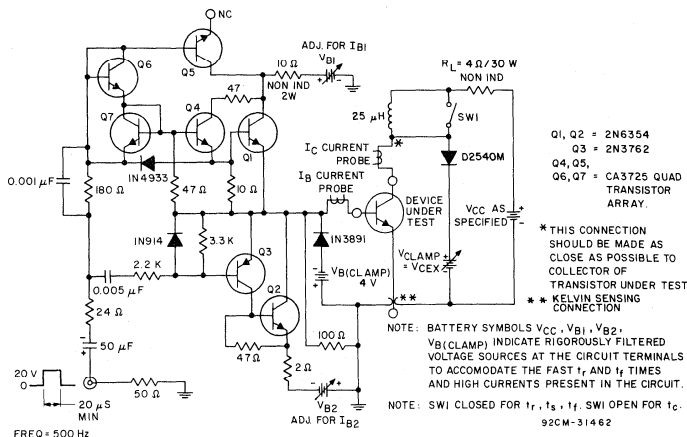 NC
ADJ. FOR IB1
VB1
+ -
10 Ω
NON IND
2W
RL = 4 Ω/30 W
NON IND
Q6
Q5
47
Q7
Q4
Q1
25 μH
SW1
*
IC CURRENT
PROBE
D2540M
Q1, Q2 = 2N6354
Q3 = 2N3762
Q4, Q5,
Q6, Q7 = CA3725 QUAD
TRANSISTOR
ARRAY.
1N4933
0.001 μF
180 Ω
47 Ω
10 Ω
IB CURRENT
PROBE
DEVICE
UNDER
TEST
VCC AS
SPECIFIED
+
-
1N914
3.3 K
Q3
1N3891
VCLAMP
= VCEX
+
-
* THIS CONNECTION
SHOULD BE MADE AS
CLOSE AS POSSIBLE TO
COLLECTOR OF
TRANSISTOR UNDER TEST
2.2 K
0.005 μF
-
+
VB(CLAMP)
4 V
Q2
* *
* * KELVIN SENSING
CONNECTION
24 Ω
-
+
50 μF
47Ω
100 Ω
2 Ω
NOTE: BATTERY SYMBOLS VCC, VB1, VB2,
VB(CLAMP) INDICATE RIGOROUSLY FILTERED
VOLTAGE SOURCES AT THE CIRCUIT TERMINALS
TO ACCOMODATE THE FAST tr AND tf TIMES
AND HIGH CURRENTS PRESENT IN THE CIRCUIT.
20 V
0
20 μS
MIN
50 Ω
- +
VB2
ADJ. FOR IB2
NOTE: SW1 CLOSED FOR tr, ts, tf. SW1 OPEN FOR tc.
92CM-31462
FREQ = 500 Hz